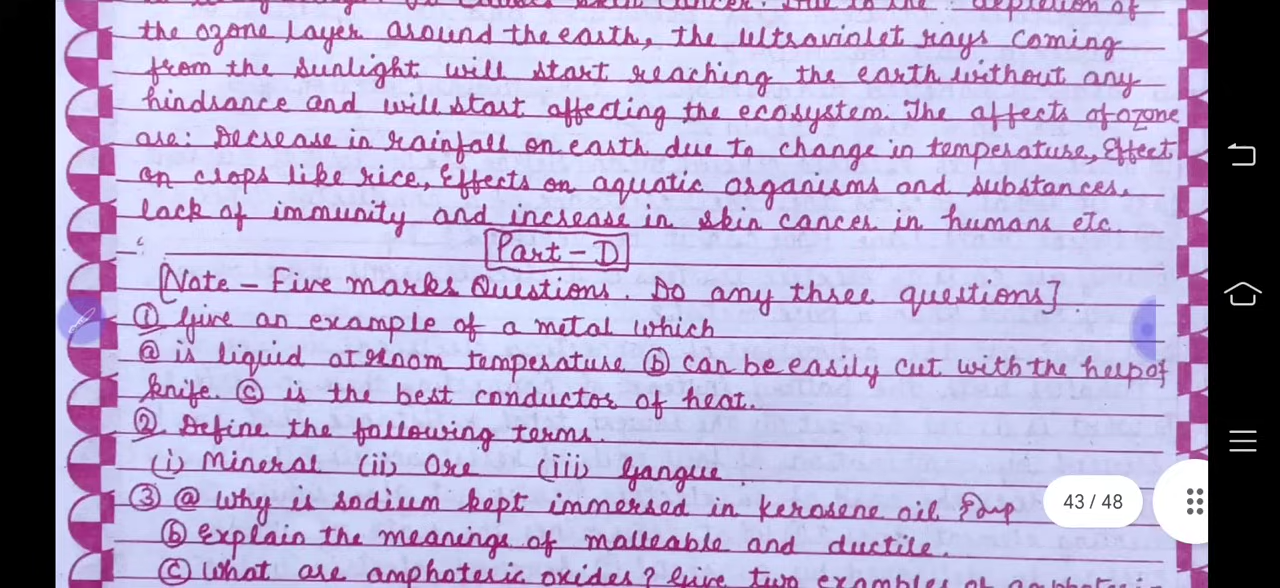 the ozone layer around the earth, the ultraviolet rays coming
from the sunlight will start reaching the earth without any
hindrance and will start affecting the ecosystem. The affects of ozone
are: Decrease in rainfall on earth due to change in temperature, Effect
on crops like rice, Effects on aquatic organisms and substances.
lack of immunity and increase in skin cancer in humans etc.
Part - D
[Note - Five marks Questions. Do any three questions]
① Give an example of a metal which
ⓐ is liquid at room temperature ⓑ can be easily cut with the help of
knife. ⓒ is the best conductor of heat.
② Define the following terms.
(i) Mineral (ii) Ore (iii) Gangue.
③ ⓐ Why is sodium kept immersed in kerosene oil?
43 / 48
ⓑ Explain the meanings of malleable and ductile.
ⓒ What are amphoteric oxides? Give two examples of